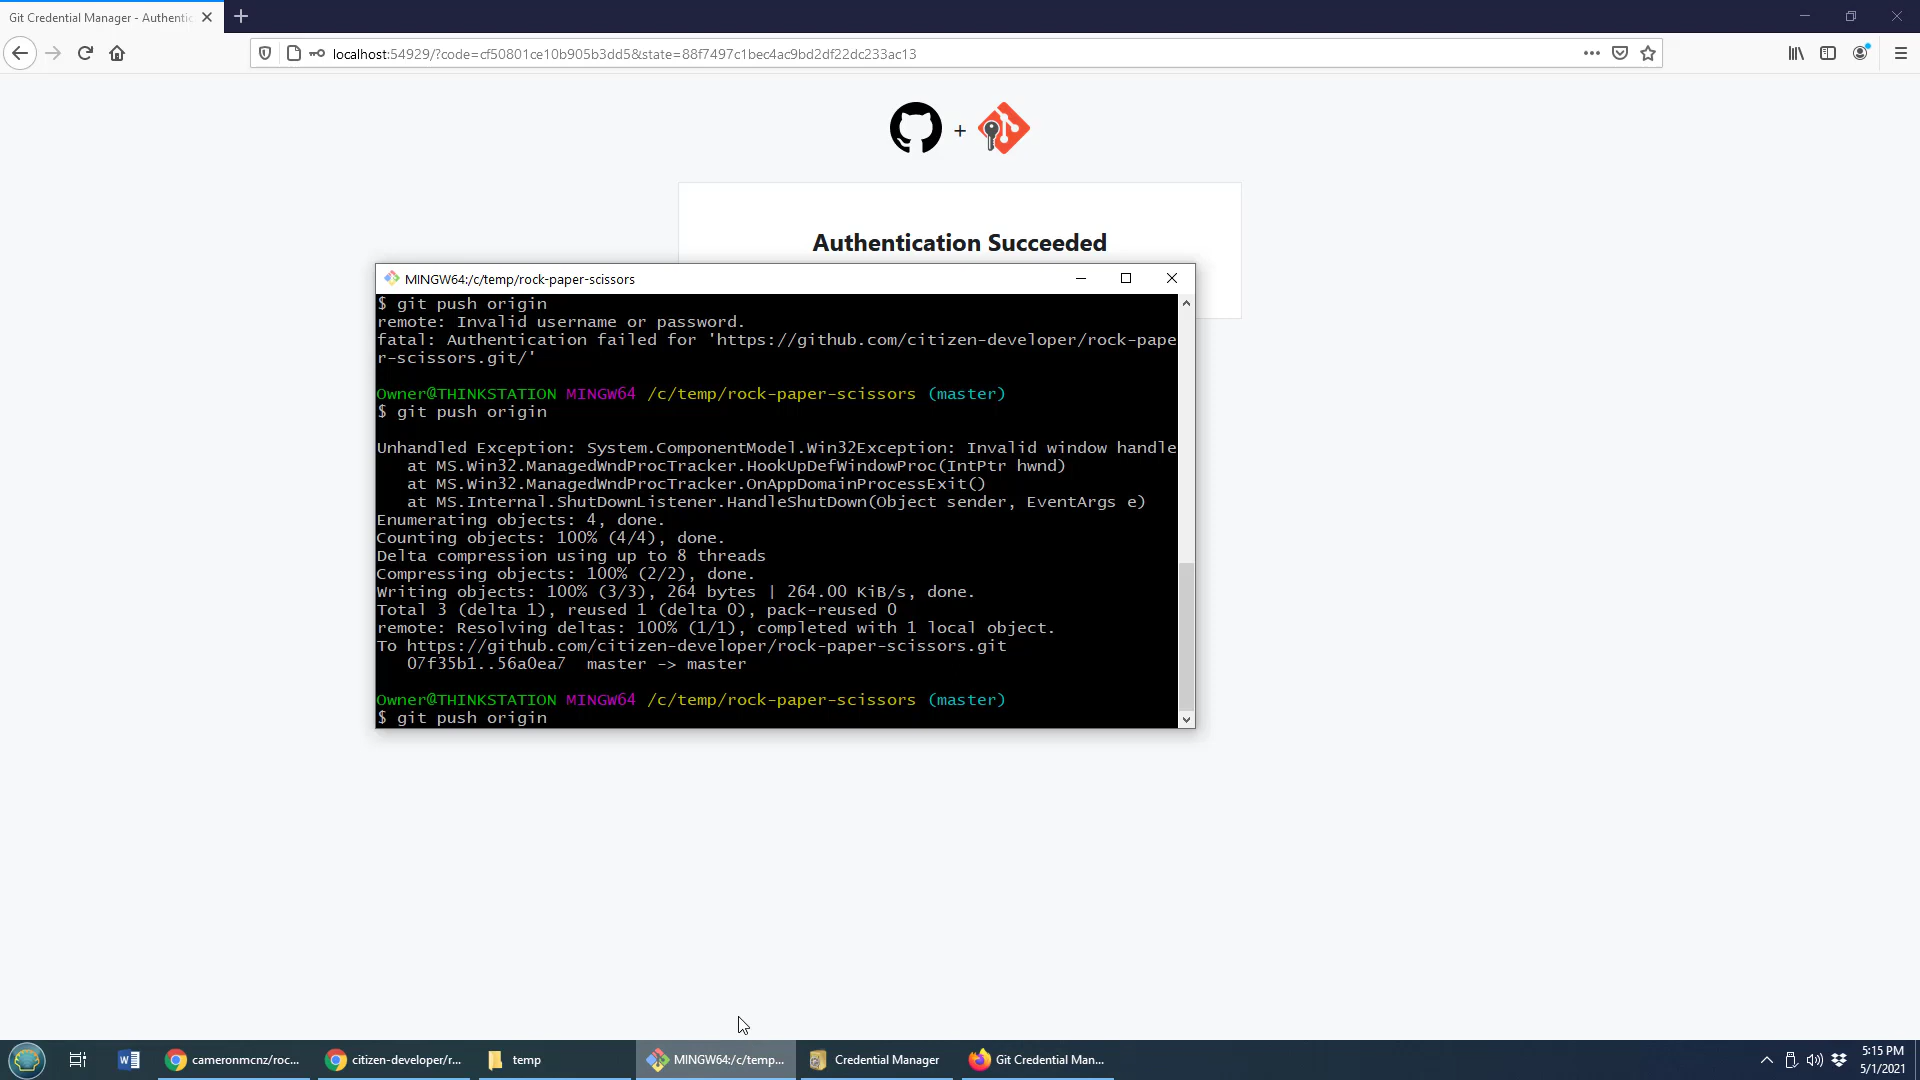 Git Credential Manager - Authentic
localhost:54929/?code=cf50801ce10b905b3dd5&state=88f7497c1bec4ac9bd2df22dc233ac13
+
Authentication Succeeded
MINGW64:/c/temp/rock-paper-scissors
$ git push origin
remote: Invalid username or password.
fatal: Authentication failed for 'https://github.com/citizen-developer/rock-pape
r-scissors.git/'
Owner@THINKSTATION MINGW64 /c/temp/rock-paper-scissors (master)
$ git push origin
Unhandled Exception: System.ComponentModel.Win32Exception: Invalid window handle
at MS.Win32.ManagedWndProcTracker.HookUpDefWindowProc(IntPtr hwnd)
at MS.Win32.ManagedWndProcTracker.OnAppDomainProcessExit()
at MS.Internal.ShutDownListener.HandleShutDown(Object sender, EventArgs e)
Enumerating objects: 4, done.
Counting objects: 100% (4/4), done.
Delta compression using up to 8 threads
Compressing objects: 100% (2/2), done.
Writing objects: 100% (3/3), 264 bytes | 264.00 KiB/s, done.
Total 3 (delta 1), reused 1 (delta 0), pack-reused 0
remote: Resolving deltas: 100% (1/1), completed with 1 local object.
To https://github.com/citizen-developer/rock-paper-scissors.git
07f35b1..56a0ea7  master -> master
Owner@THINKSTATION MINGW64 /c/temp/rock-paper-scissors (master)
$ git push origin
cameronmcnz/roc...
citizen-developer/r...
temp
MINGW64:/c/temp...
Credential Manager
Git Credential Man...
5:15 PM
5/1/2021